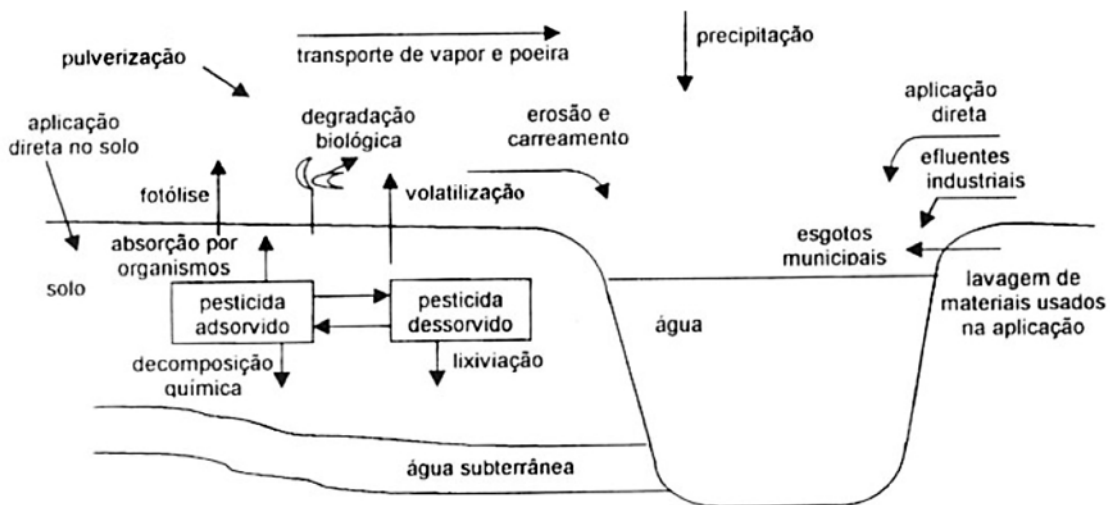 precipitação
transporte de vapor e poeira
pulverização
aplicação
direta
degradação
biológica
erosão e
carreamento
aplicação
direta no solo
efluentes
industriais
fotólise
volatilização
absorção por
organismos
esgotos
municipais
solo
pesticida
adsorvido
pesticida
dessorvido
água
lavagem de
materiais usados
na aplicação
decomposição
química
lixiviação
água subterrânea